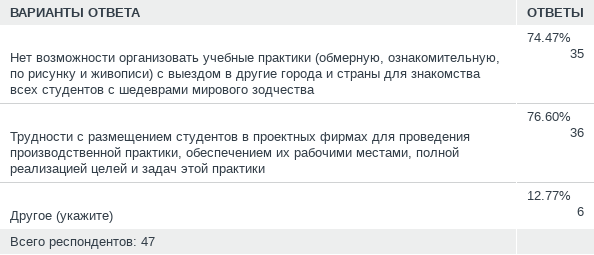 ВАРИАНТЫ ОТВЕТА ОТВЕТЫ
74.47%
35
Нет возможности организовать учебные практики (обмерную, ознакомительную,
по рисунку и живописи) с выездом в другие города и страны для знакомства
всех студентов с шедеврами мирового зодчества
76.60%
36
Трудности с размещением студентов в проектных фирмах для проведения
производственной практики, обеспечением их рабочими местами, полной
реализацией целей и задач этой практики
12.77%
6
Другое (укажите)
Всего респондентов: 47